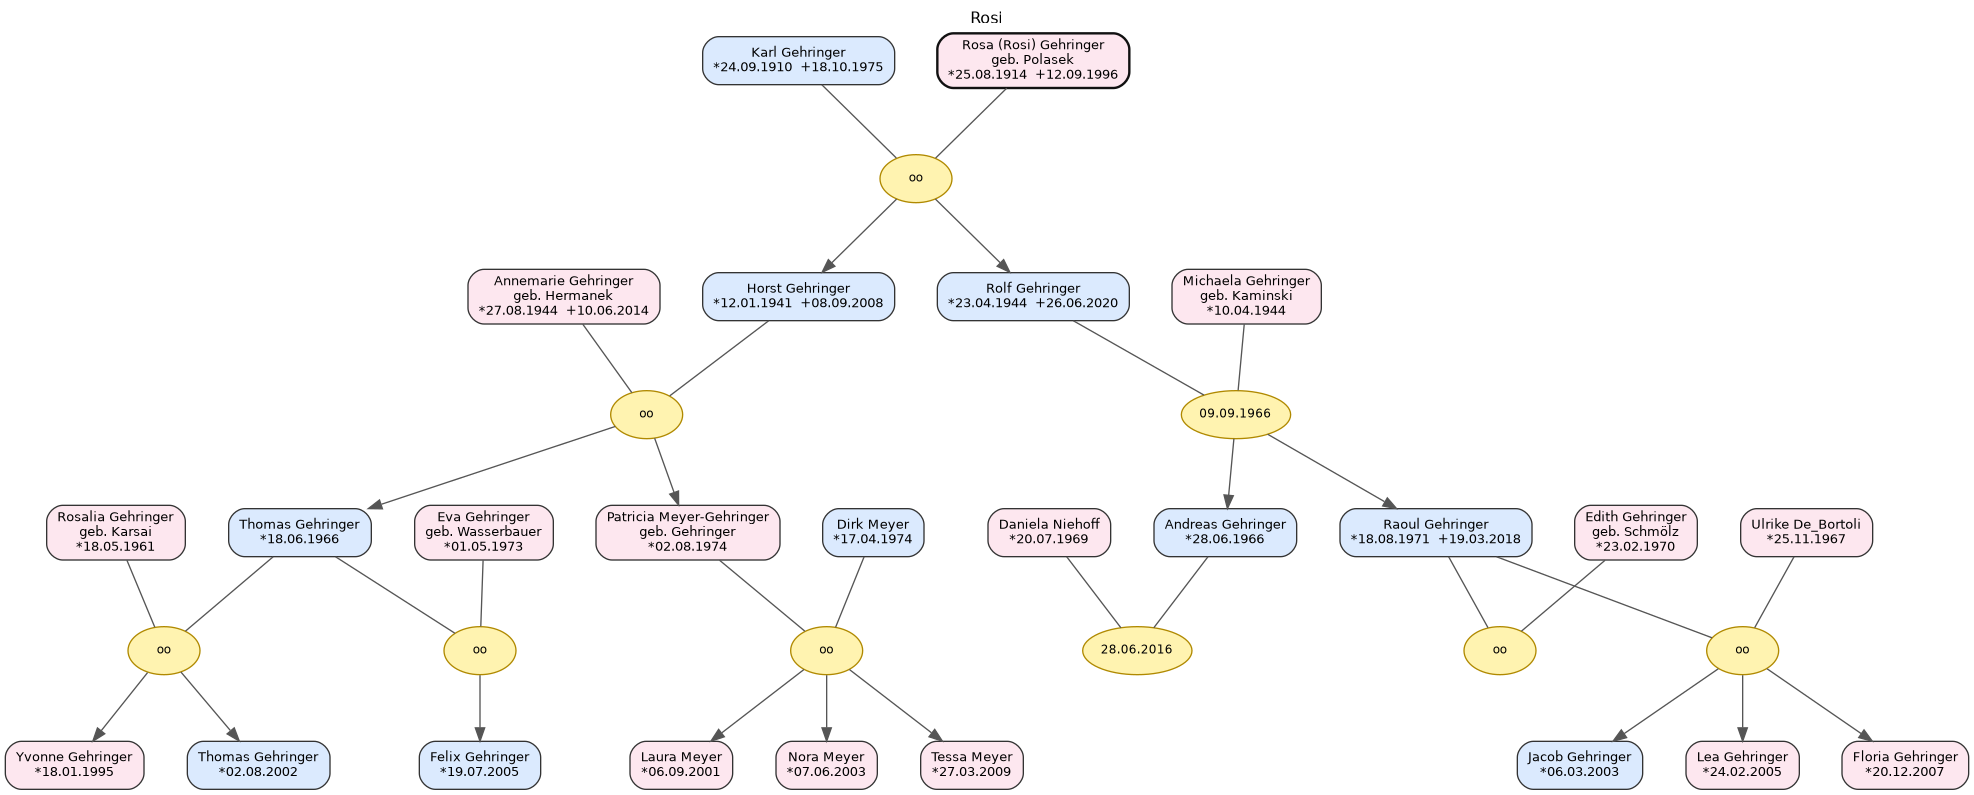 Rosi
Karl Gehringer
*24.09.1910  +18.10.1975
Rosa (Rosi) Gehringer
geb. Polasek
*25.08.1914  +12.09.1996
oo
Annemarie Gehringer
geb. Hermanek
*27.08.1944  +10.06.2014
Horst Gehringer
*12.01.1941  +08.09.2008
Rolf Gehringer
*23.04.1944  +26.06.2020
Michaela Gehringer
geb. Kaminski
*10.04.1944
oo
09.09.1966
Rosalia Gehringer
geb. Karsai
*18.05.1961
Thomas Gehringer
*18.06.1966
Eva Gehringer
geb. Wasserbauer
*01.05.1973
Patricia Meyer-Gehringer
geb. Gehringer
*02.08.1974
Dirk Meyer
*17.04.1974
Daniela Niehoff
*20.07.1969
Andreas Gehringer
*28.06.1966
Raoul Gehringer
*18.08.1971  +19.03.2018
Edith Gehringer
geb. Schmölz
*23.02.1970
Ulrike De_Bortoli
*25.11.1967
oo
oo
oo
28.06.2016
oo
oo
Yvonne Gehringer
*18.01.1995
Thomas Gehringer
*02.08.2002
Felix Gehringer
*19.07.2005
Laura Meyer
*06.09.2001
Nora Meyer
*07.06.2003
Tessa Meyer
*27.03.2009
Jacob Gehringer
*06.03.2003
Lea Gehringer
*24.02.2005
Floria Gehringer
*20.12.2007